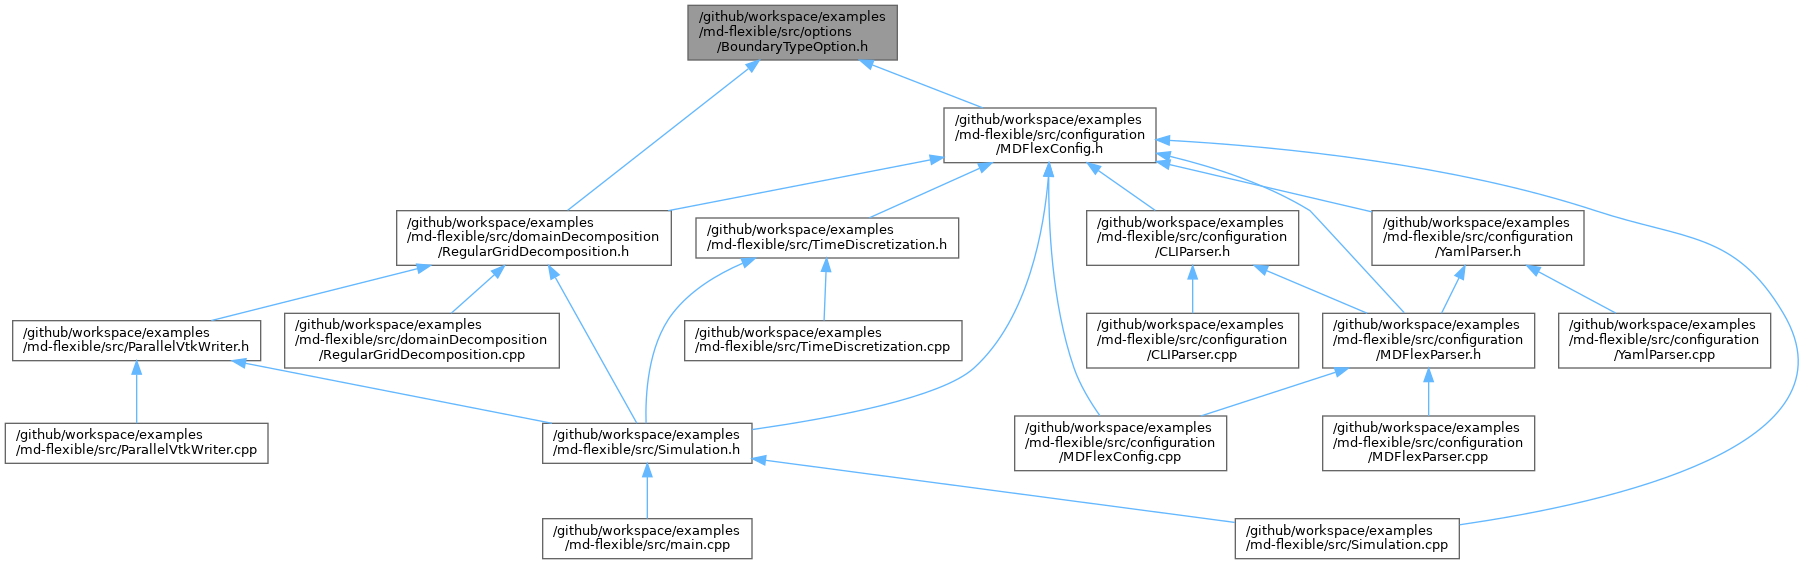 /github/workspace/examples
/md-flexible/src/options
/BoundaryTypeOption.h
/github/workspace/examples
/md-flexible/src/configuration
/MDFlexConfig.h
/github/workspace/examples
/md-flexible/src/domainDecomposition
/RegularGridDecomposition.h
/github/workspace/examples
/md-flexible/src/TimeDiscretization.h
/github/workspace/examples
/md-flexible/src/configuration
/CLIParser.h
/github/workspace/examples
/md-flexible/src/configuration
/YamlParser.h
/github/workspace/examples
/md-flexible/src/ParallelVtkWriter.h
/github/workspace/examples
/md-flexible/src/domainDecomposition
/RegularGridDecomposition.cpp
/github/workspace/examples
/md-flexible/src/TimeDiscretization.cpp
/github/workspace/examples
/md-flexible/src/configuration
/CLIParser.cpp
/github/workspace/examples
/md-flexible/src/configuration
/MDFlexParser.h
/github/workspace/examples
/md-flexible/src/configuration
/YamlParser.cpp
/github/workspace/examples
/md-flexible/src/ParallelVtkWriter.cpp
/github/workspace/examples
/md-flexible/src/Simulation.h
/github/workspace/examples
/md-flexible/src/configuration
/MDFlexConfig.cpp
/github/workspace/examples
/md-flexible/src/configuration
/MDFlexParser.cpp
/github/workspace/examples
/md-flexible/src/main.cpp
/github/workspace/examples
/md-flexible/src/Simulation.cpp